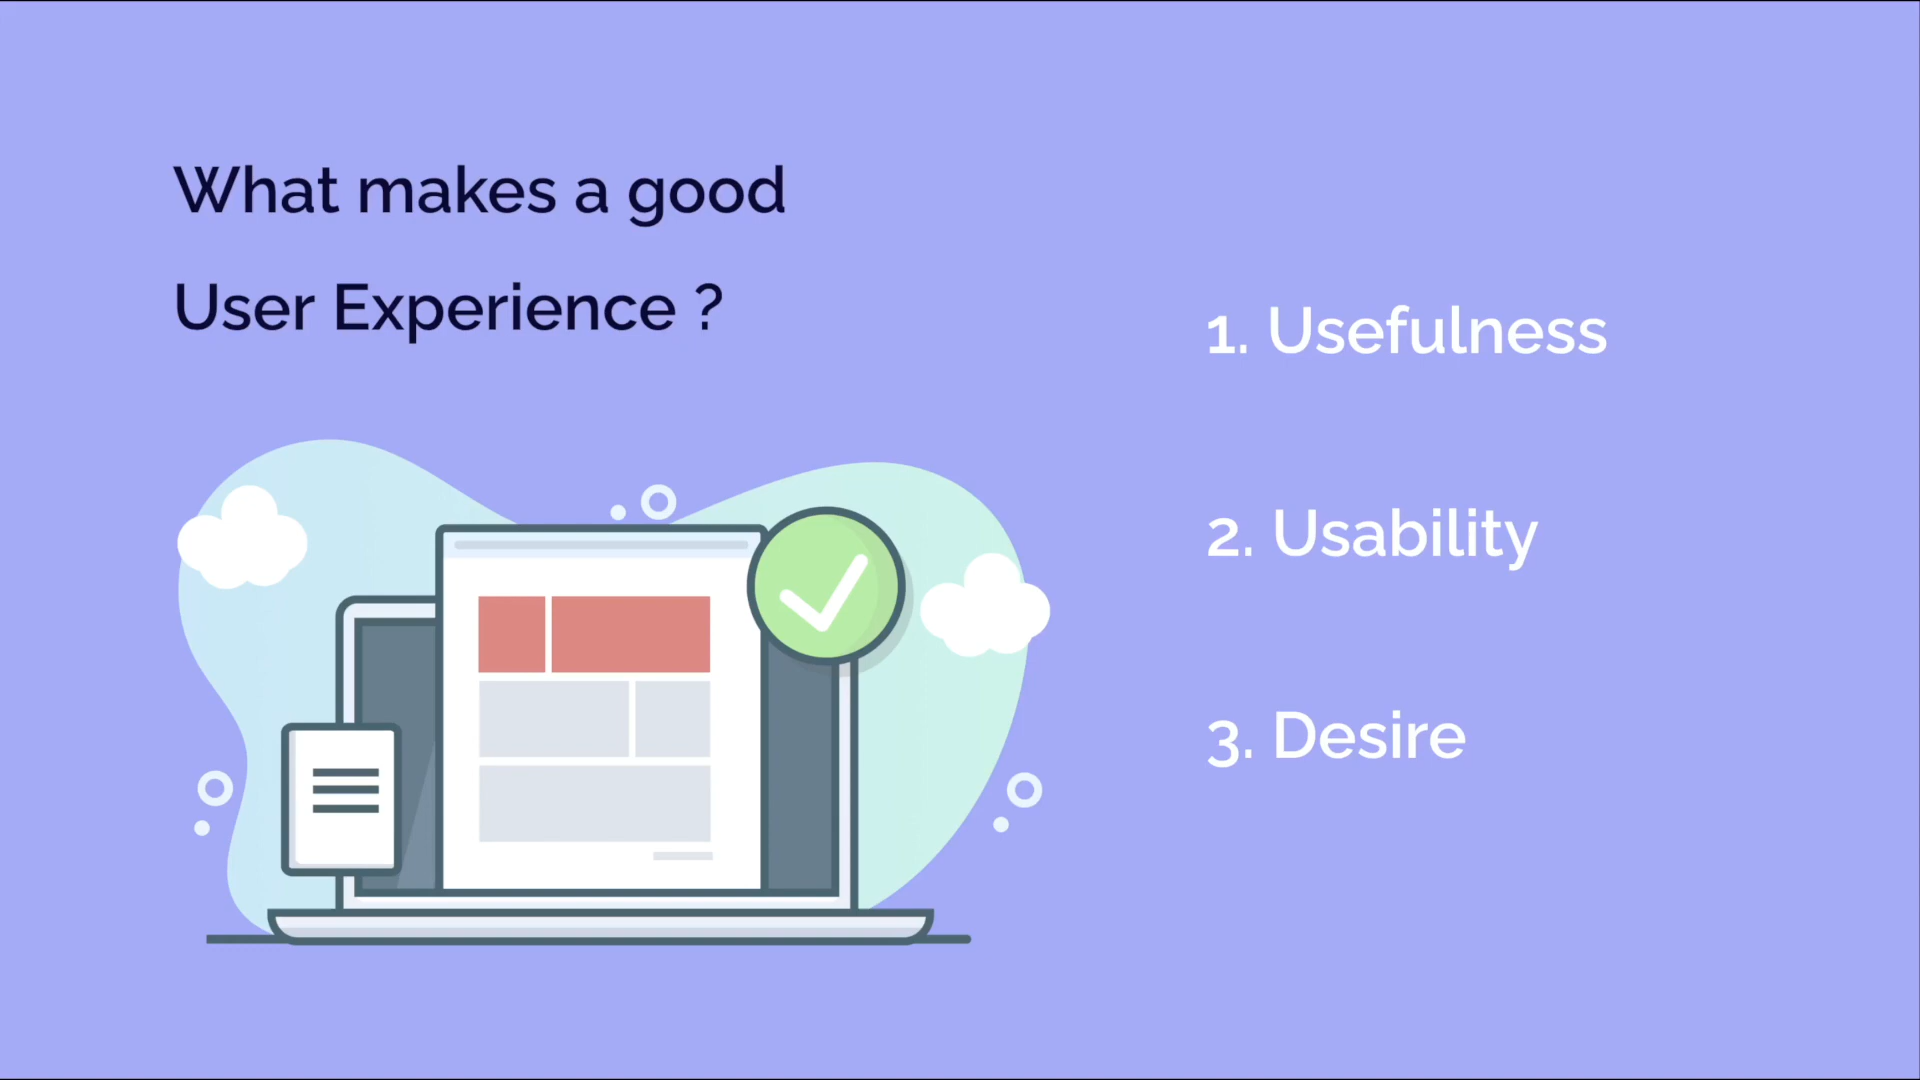 What makes a good
User Experience ?
1. Usefulness
2. Usability
3. Desire